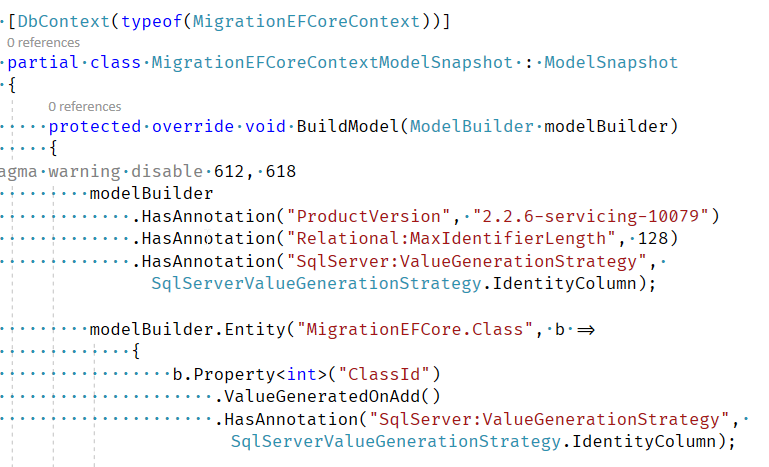 [DbContext(typeof(MigrationEFCoreContext))]
0 references
partial class MigrationEFCoreContextModelSnapshot : ModelSnapshot
{
0 references
protected override void BuildModel(ModelBuilder modelBuilder)
{
agma warning disable 612, 618
modelBuilder
.HasAnnotation("ProductVersion", "2.2.6-servicing-10079")
.HasAnnotation("Relational:MaxIdentifierLength", 128)
.HasAnnotation("SqlServer:ValueGenerationStrategy",
SqlServerValueGenerationStrategy.IdentityColumn);
modelBuilder.Entity("MigrationEFCore.Class", b =>
{
b.Property<int>("ClassId")
.ValueGeneratedOnAdd()
.HasAnnotation("SqlServer:ValueGenerationStrategy",
SqlServerValueGenerationStrategy.IdentityColumn);